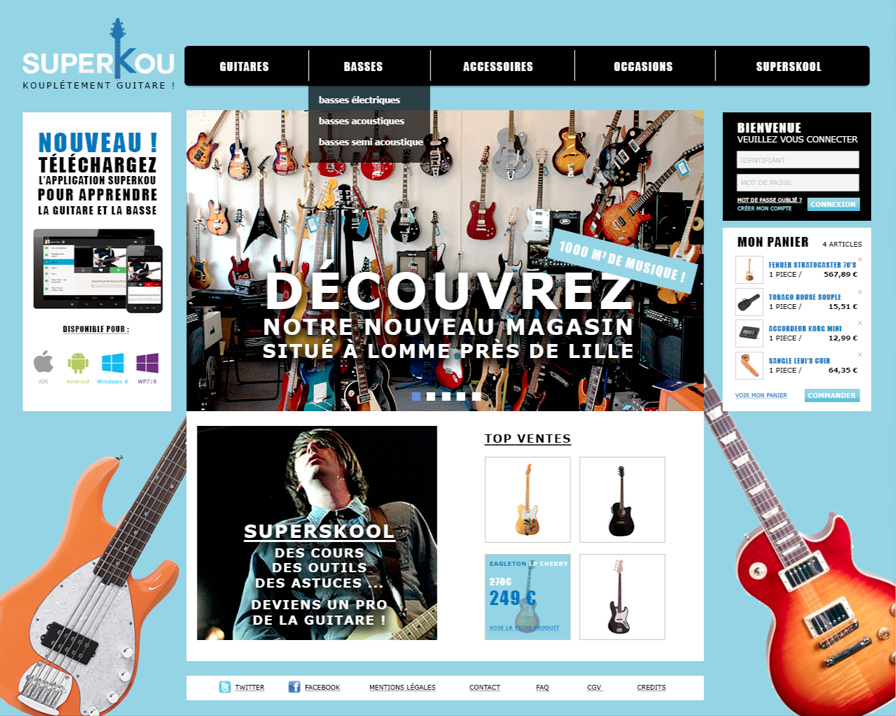 SUPERKOU
KOUPLÉTEMENT GUITARE !
GUITARES
BASSES
ACCESSOIRES
OCCASIONS
SUPERSKOOL
basses électriques
basses acoustiques
basses semi acoustique
NOUVEAU !
TÉLÉCHARGEZ
L'APPLICATION SUPERKOU
POUR APPRENDRE
LA GUITARE ET LA BASSE
DISPONIBLE POUR :
iOS
Android
Windows 8
WP7/8
1000 M² DE MUSIQUE !
DÉCOUVREZ
NOTRE NOUVEAU MAGASIN
SITUÉ À LOMME PRÈS DE LILLE
BIENVENUE
VEUILLEZ VOUS CONNECTER
IDENTIFIANT
MOT DE PASSE
MOT DE PASSE OUBLIÉ ?
CRÉER MON COMPTE
CONNEXION
MON PANIER
4 ARTICLES
FENDER STRATOCASTER 70'S
1 PIECE / 567,89 €
TOBAGO HOUSE SOUPLE
1 PIECE / 15,51 €
ACCORDEUR KORG MINI
1 PIECE / 12,99 €
SANGLE LEVI'S CUIR
1 PIECE / 64,35 €
VOIR MON PANIER
COMMANDER
SUPERSKOOL
DES COURS
DES OUTILS
DES ASTUCES ...
DEVIENS UN PRO
DE LA GUITARE !
TOP VENTES
EAGLETON LP CHERRY
270€
249 €
VOIR LA FICHE PRODUIT
TWITTER
FACEBOOK
MENTIONS LÉGALES
CONTACT
FAQ
CGV
CREDITS